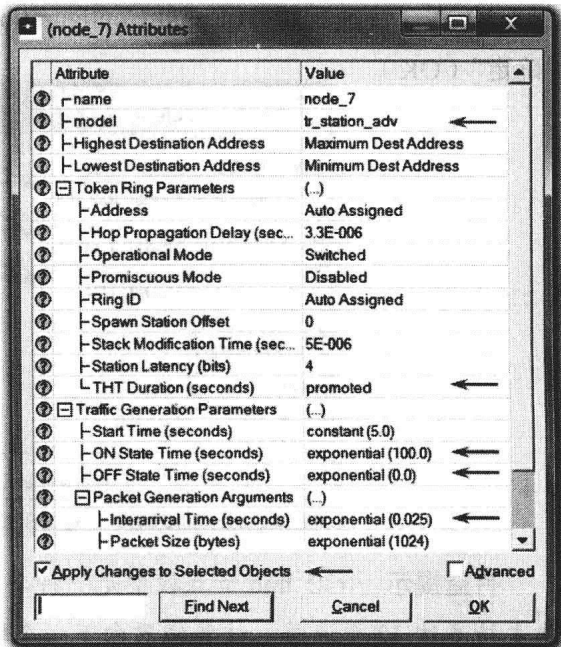 (node_7) Attributes
X
Attribute Value
name node_7
model tr_station_adv
Highest Destination Address Maximum Dest Address
Lowest Destination Address Minimum Dest Address
Token Ring Parameters (...)
Address Auto Assigned
Hop Propagation Delay (sec... 3.3E-006
Operational Mode Switched
Promiscuous Mode Disabled
Ring ID Auto Assigned
Spawn Station Offset 0
Stack Modification Time (sec... 5E-006
Station Latency (bits) 4
THT Duration (seconds) promoted
Traffic Generation Parameters (...)
Start Time (seconds) constant (5.0)
ON State Time (seconds) exponential (100.0)
OFF State Time (seconds) exponential (0.0)
Packet Generation Arguments (...)
Interarrival Time (seconds) exponential (0.025)
Packet Size (bytes) exponential (1024)
Apply Changes to Selected Objects Advanced
Find Next Cancel OK